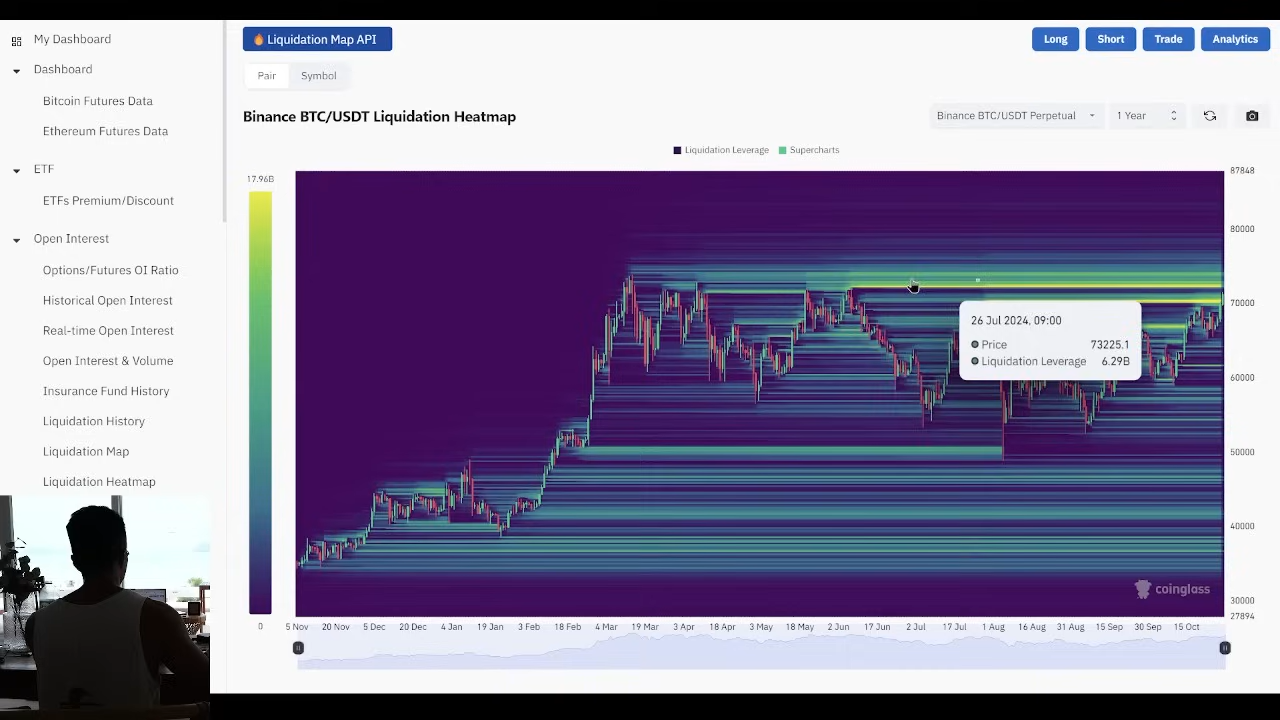 My Dashboard
Dashboard
Bitcoin Futures Data
Ethereum Futures Data
ETF
ETFs Premium/Discount
Open Interest
Options/Futures OI Ratio
Historical Open Interest
Real-time Open Interest
Open Interest & Volume
Insurance Fund History
Liquidation History
Liquidation Map
Liquidation Heatmap
Liquidation Map API
Long Short Trade Analytics
Pair Symbol
Binance BTC/USDT Liquidation Heatmap
Binance BTC/USDT Perpetual 1 Year
Liquidation Leverage Supercharts
17.96B
0
87848
80000
70000
60000
50000
40000
30000
27894
26 Jul 2024, 09:00
Price 73225.1
Liquidation Leverage 6.29B
coinglass
5 Nov 20 Nov 5 Dec 20 Dec 4 Jan 19 Jan 3 Feb 18 Feb 4 Mar 19 Mar 3 Apr 18 Apr 3 May 18 May 2 Jun 17 Jun 2 Jul 17 Jul 1 Aug 16 Aug 31 Aug 15 Sep 30 Sep 15 Oct